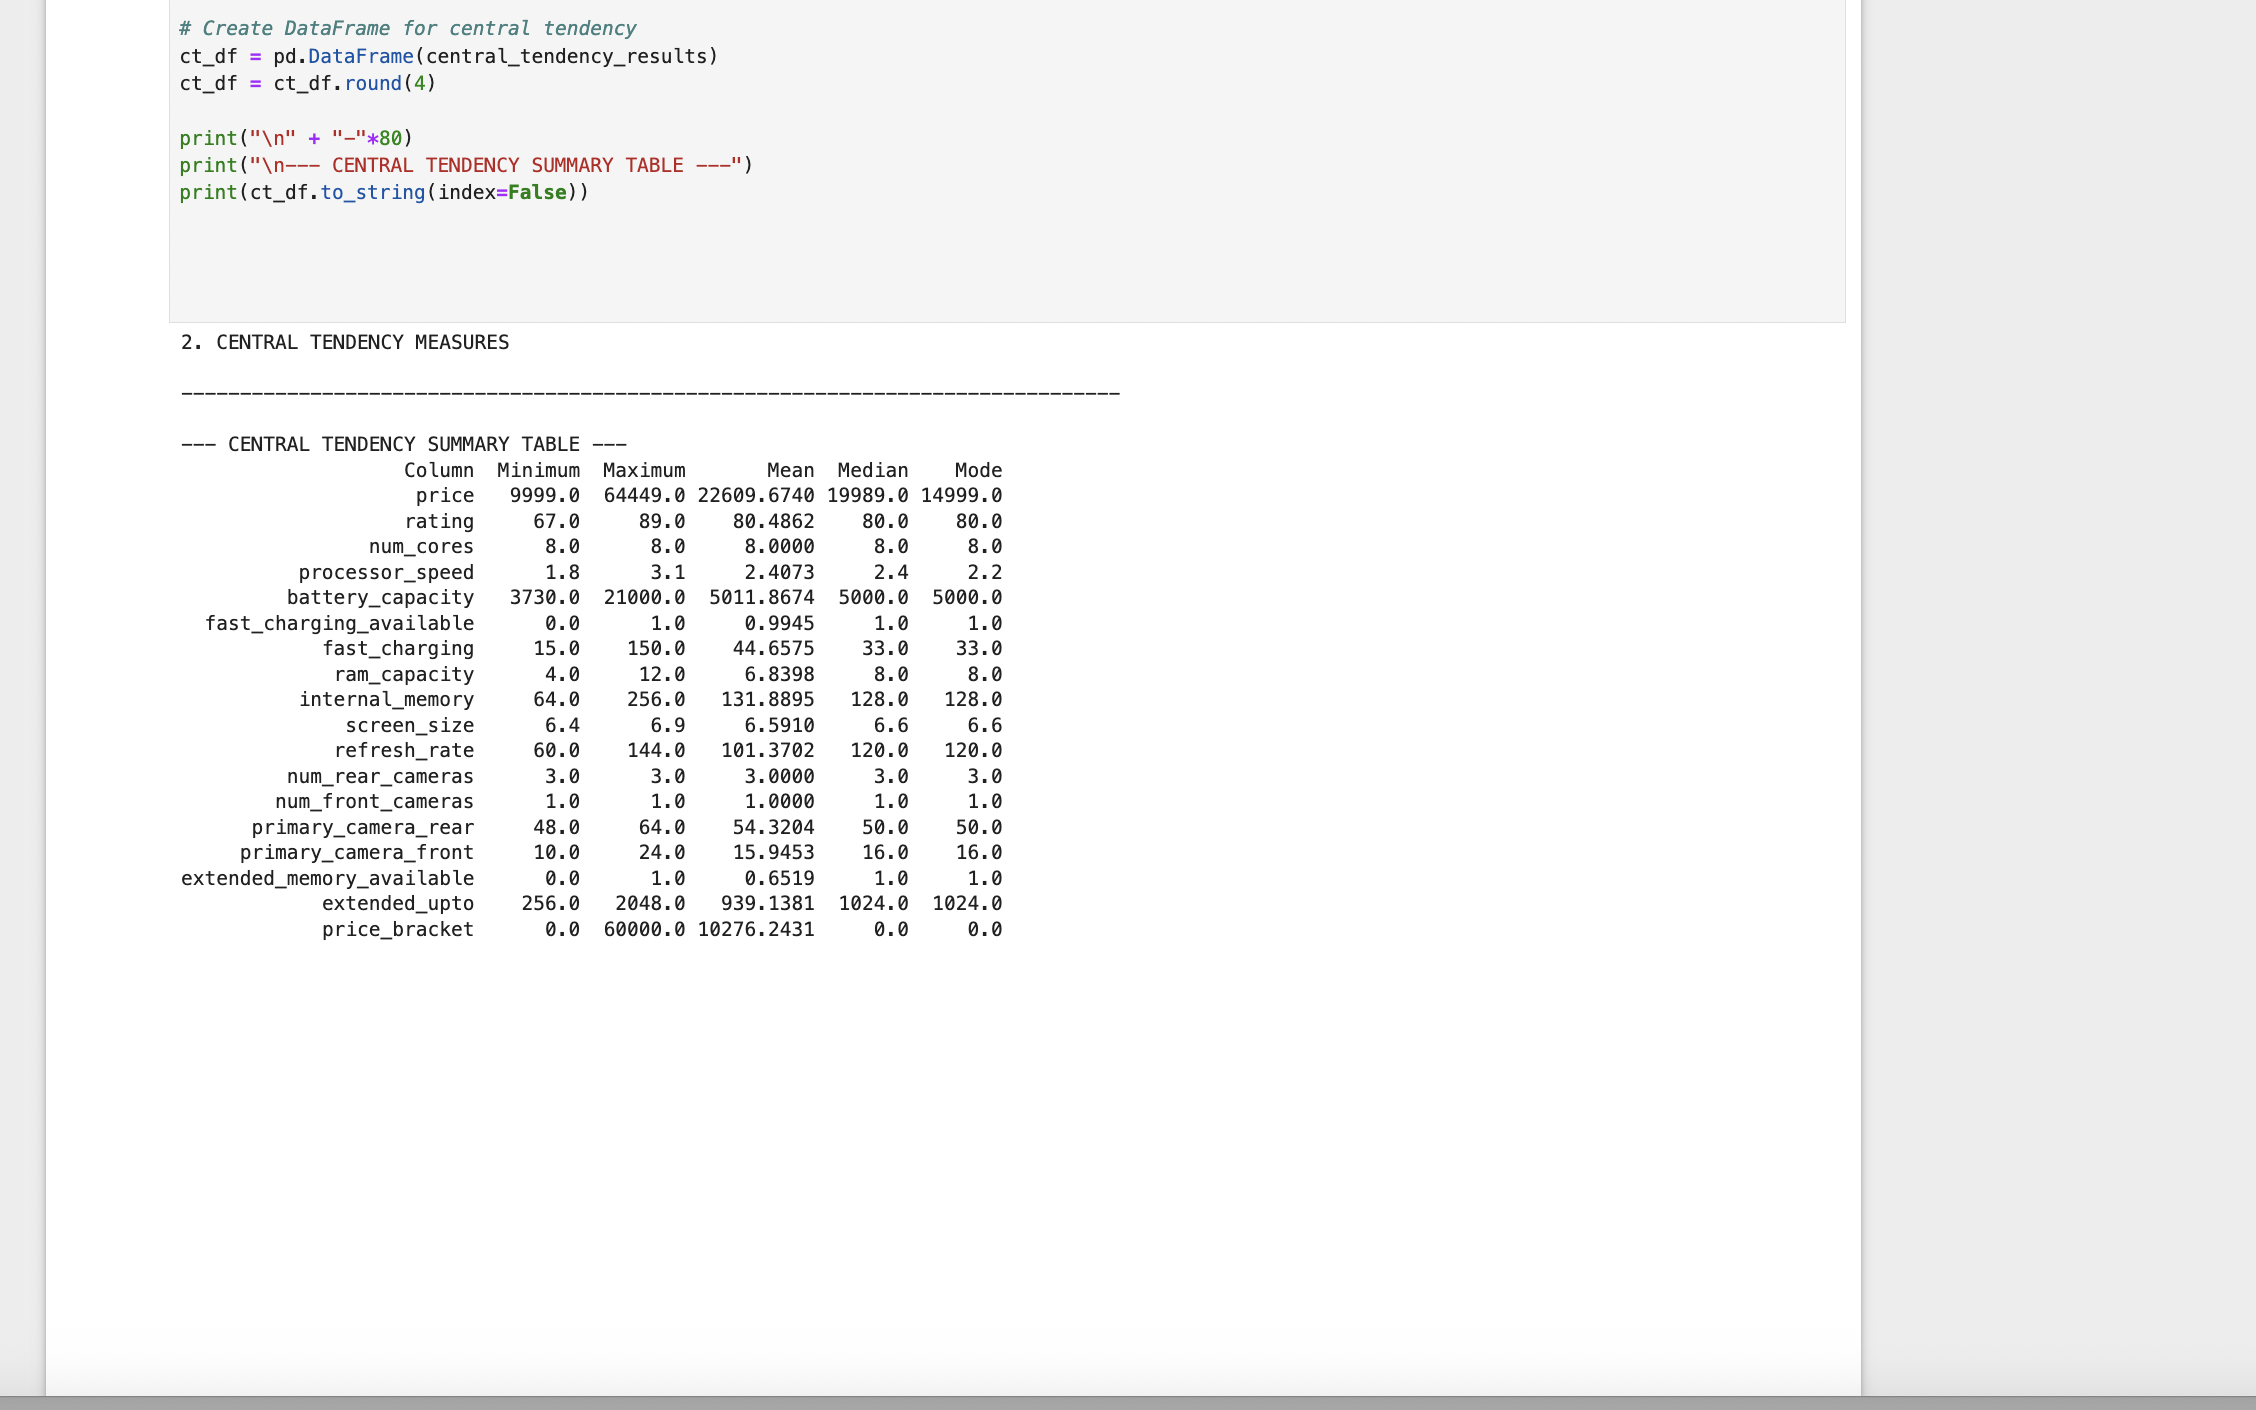 # Create DataFrame for central tendency
ct_df = pd.DataFrame(central_tendency_results)
ct_df = ct_df.round(4)
print("\n" + "-"*80)
print("\n--- CENTRAL TENDENCY SUMMARY TABLE ---")
print(ct_df.to_string(index=False))
2. CENTRAL TENDENCY MEASURES
--------------------------------------------------------------------------------
--- CENTRAL TENDENCY SUMMARY TABLE ---
Column Minimum Maximum Mean Median Mode
price 9999.0 64449.0 22609.6740 19989.0 14999.0
rating 67.0 89.0 80.4862 80.0 80.0
num_cores 8.0 8.0 8.0000 8.0 8.0
processor_speed 1.8 3.1 2.4073 2.4 2.2
battery_capacity 3730.0 21000.0 5011.8674 5000.0 5000.0
fast_charging_available 0.0 1.0 0.9945 1.0 1.0
fast_charging 15.0 150.0 44.6575 33.0 33.0
ram_capacity 4.0 12.0 6.8398 8.0 8.0
internal_memory 64.0 256.0 131.8895 128.0 128.0
screen_size 6.4 6.9 6.5910 6.6 6.6
refresh_rate 60.0 144.0 101.3702 120.0 120.0
num_rear_cameras 3.0 3.0 3.0000 3.0 3.0
num_front_cameras 1.0 1.0 1.0000 1.0 1.0
primary_camera_rear 48.0 64.0 54.3204 50.0 50.0
primary_camera_front 10.0 24.0 15.9453 16.0 16.0
extended_memory_available 0.0 1.0 0.6519 1.0 1.0
extended_upto 256.0 2048.0 939.1381 1024.0 1024.0
price_bracket 0.0 60000.0 10276.2431 0.0 0.0